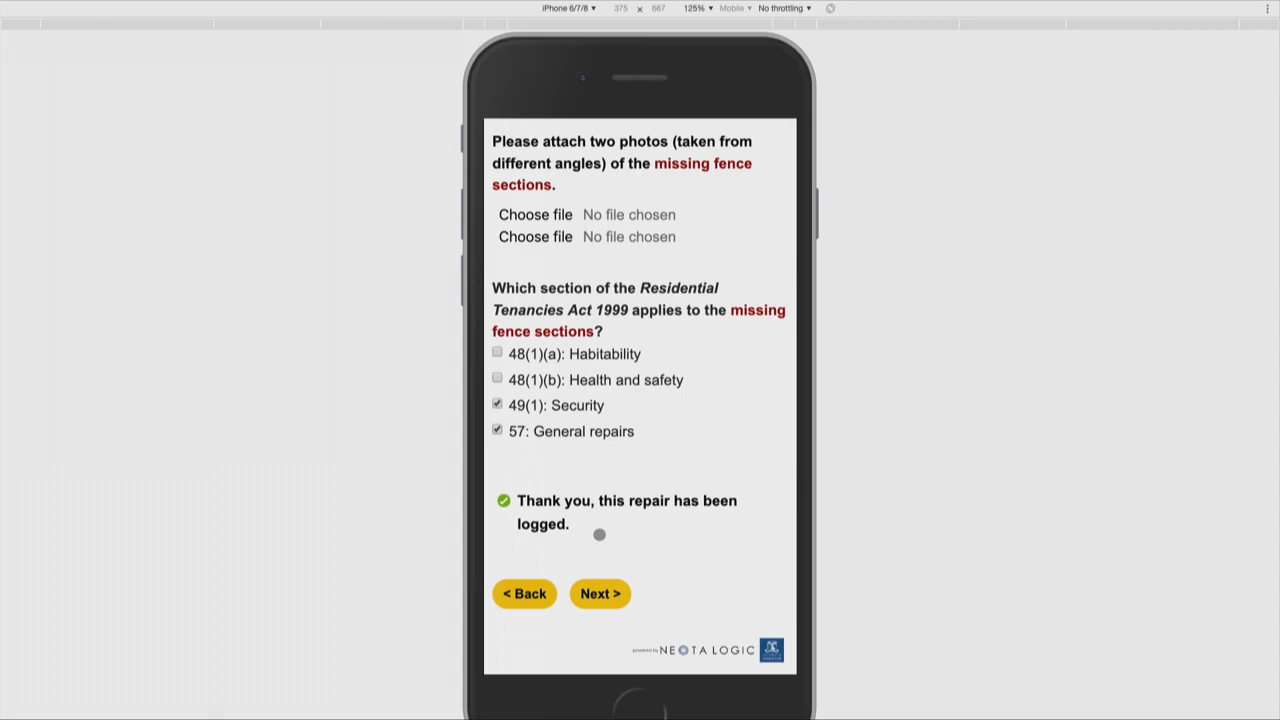 iPhone 6/7/8 ▼ 375 x 667 125% ▼ Mobile ▼ No throttling ▼
Please attach two photos (taken from
different angles) of the missing fence
sections.
Choose file No file chosen
Choose file No file chosen
Which section of the Residential
Tenancies Act 1999 applies to the missing
fence sections?
48(1)(a): Habitability
48(1)(b): Health and safety
49(1): Security
57: General repairs
Thank you, this repair has been
logged.
< Back Next >
powered by NEOTA LOGIC